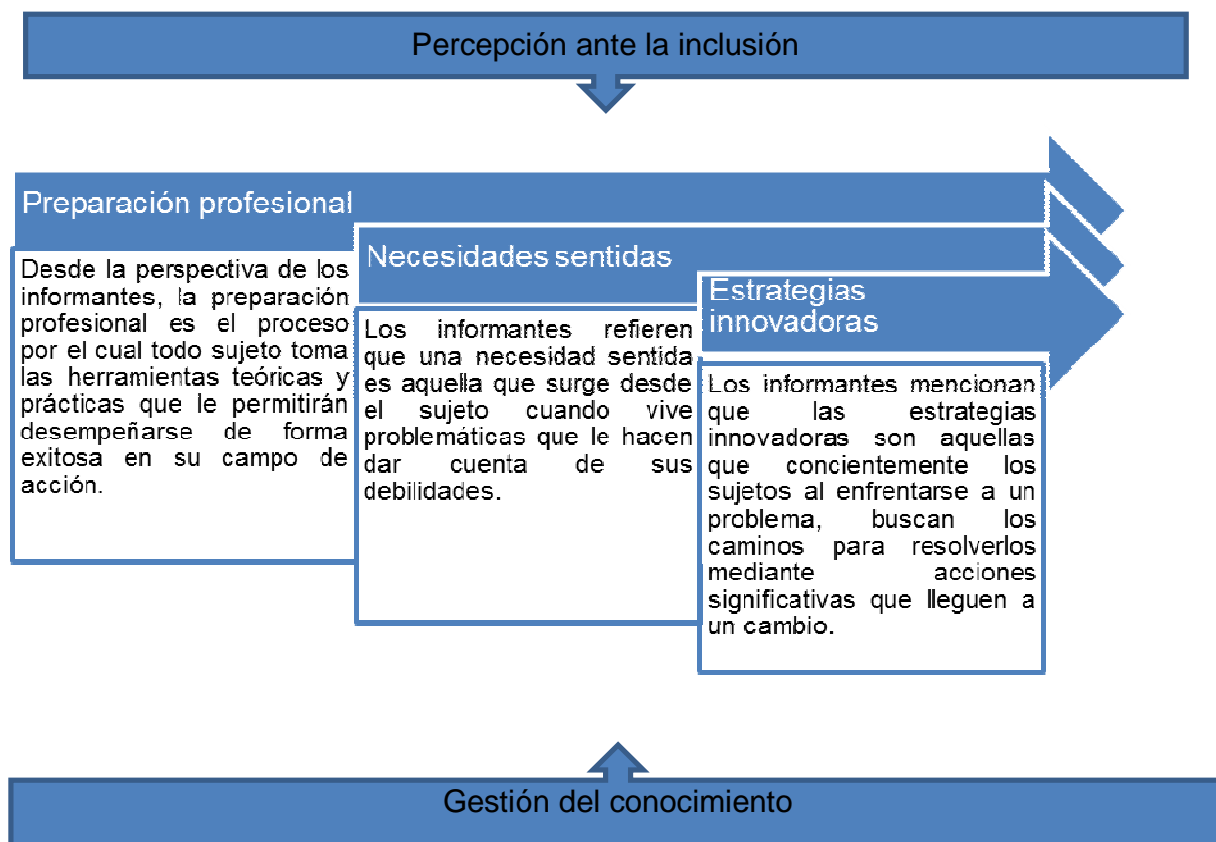 Percepción ante la inclusión
Preparación profesional
Desde la perspectiva de los
informantes, la preparación
profesional es el proceso
por el cual todo sujeto toma
las herramientas teóricas y
prácticas que le permitirán
desempeñarse de forma
exitosa en su campo de
acción.
Necesidades sentidas
Los informantes refieren
que una necesidad sentida
es aquella que surge desde
el sujeto cuando vive
problemáticas que le hacen
dar cuenta de sus
debilidades.
Estrategias
innovadoras
Los informantes mencionan
que las estrategias
innovadoras son aquellas
que concientemente los
sujetos al enfrentarse a un
problema, buscan los
caminos para resolverlos
mediante acciones
significativas que lleguen a
un cambio.
Gestión del conocimiento